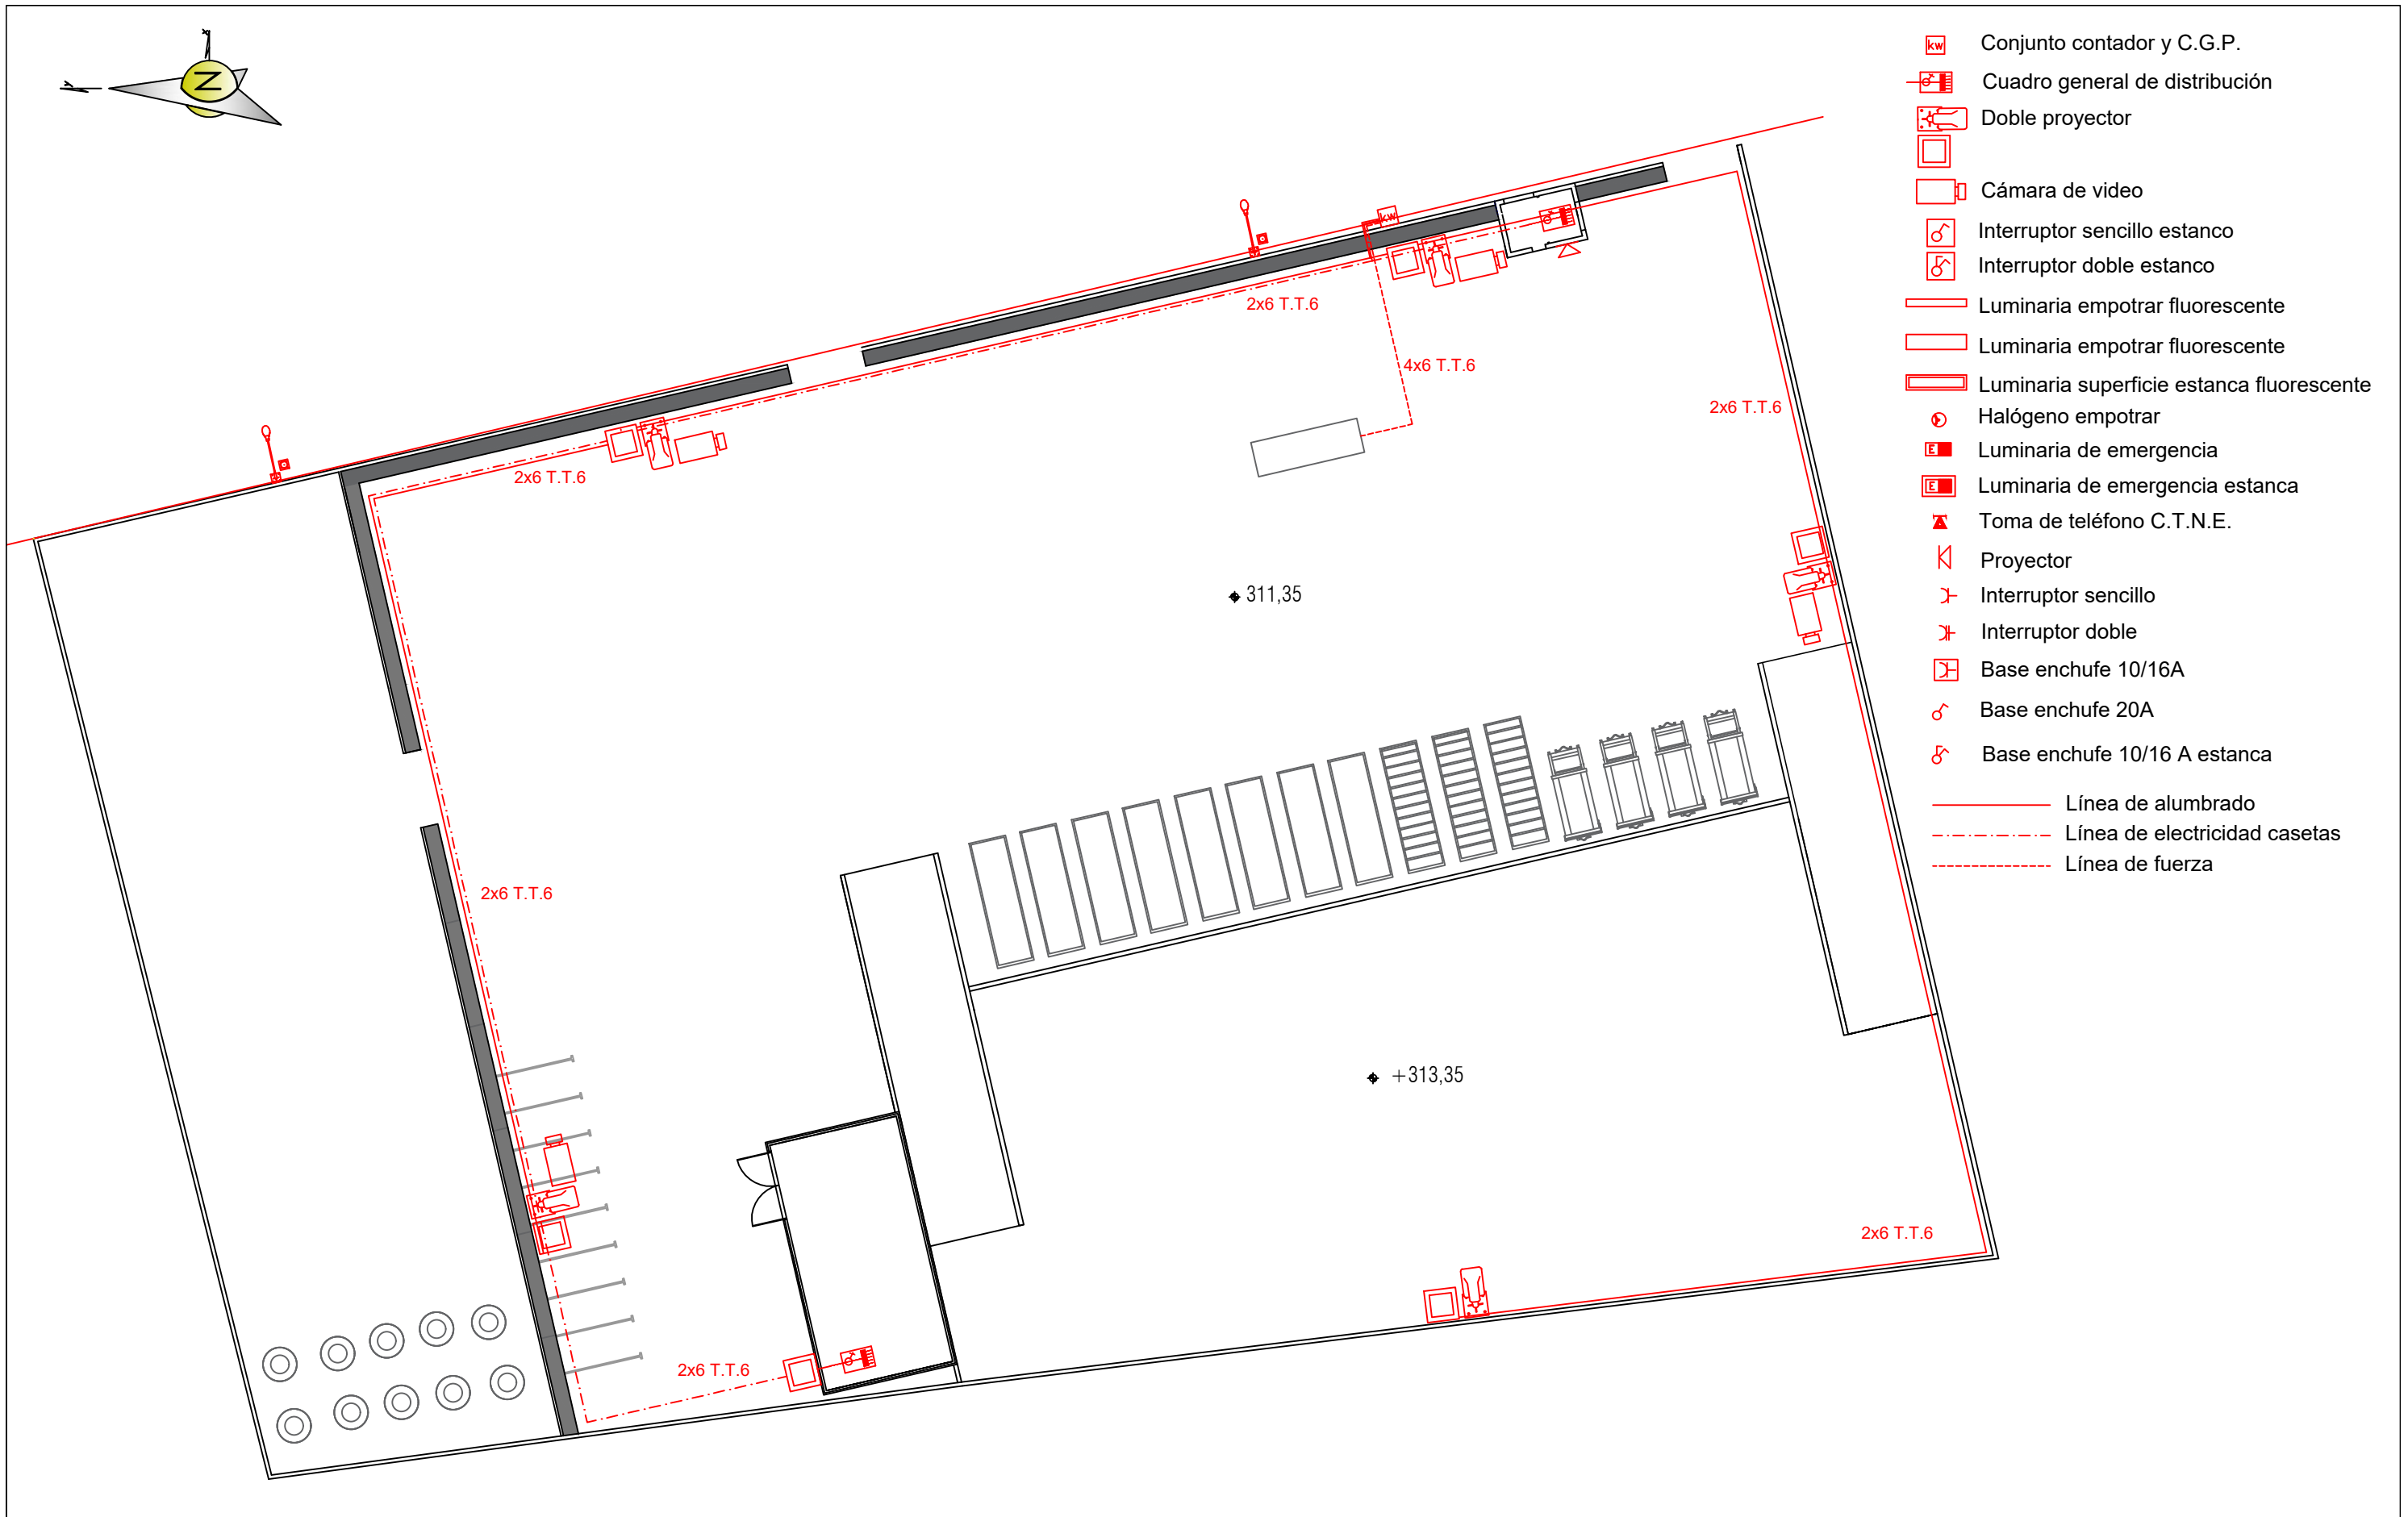 N
kw Conjunto contador y C.G.P.
Cuadro general de distribución
Doble proyector
Cámara de video
Interruptor sencillo estanco
Interruptor doble estanco
Luminaria empotrar fluorescente
Luminaria empotrar fluorescente
Luminaria superficie estanca fluorescente
Halógeno empotrar
E Luminaria de emergencia
E Luminaria de emergencia estanca
Toma de teléfono C.T.N.E.
Proyector
Interruptor sencillo
Interruptor doble
Base enchufe 10/16A
Base enchufe 20A
Base enchufe 10/16 A estanca
Línea de alumbrado
Línea de electricidad casetas
Línea de fuerza
kw
2x6 T.T.6
4x6 T.T.6
2x6 T.T.6
2x6 T.T.6
311,35
2x6 T.T.6
+313,35
2x6 T.T.6
2x6 T.T.6